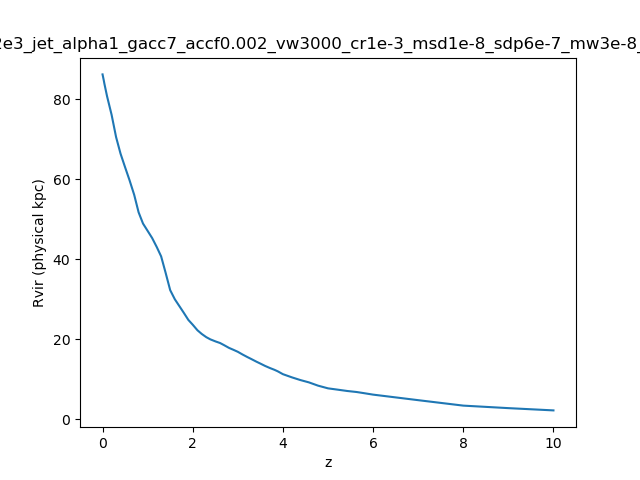 2e3_jet_alpha1_gacc7_accf0.002_vw3000_cr1e-3_msd1e-8_sdp6e-7_mw3e-8_
80
60
40
20
0
Rvir (physical kpc)
0 2 4 6 8 10
z